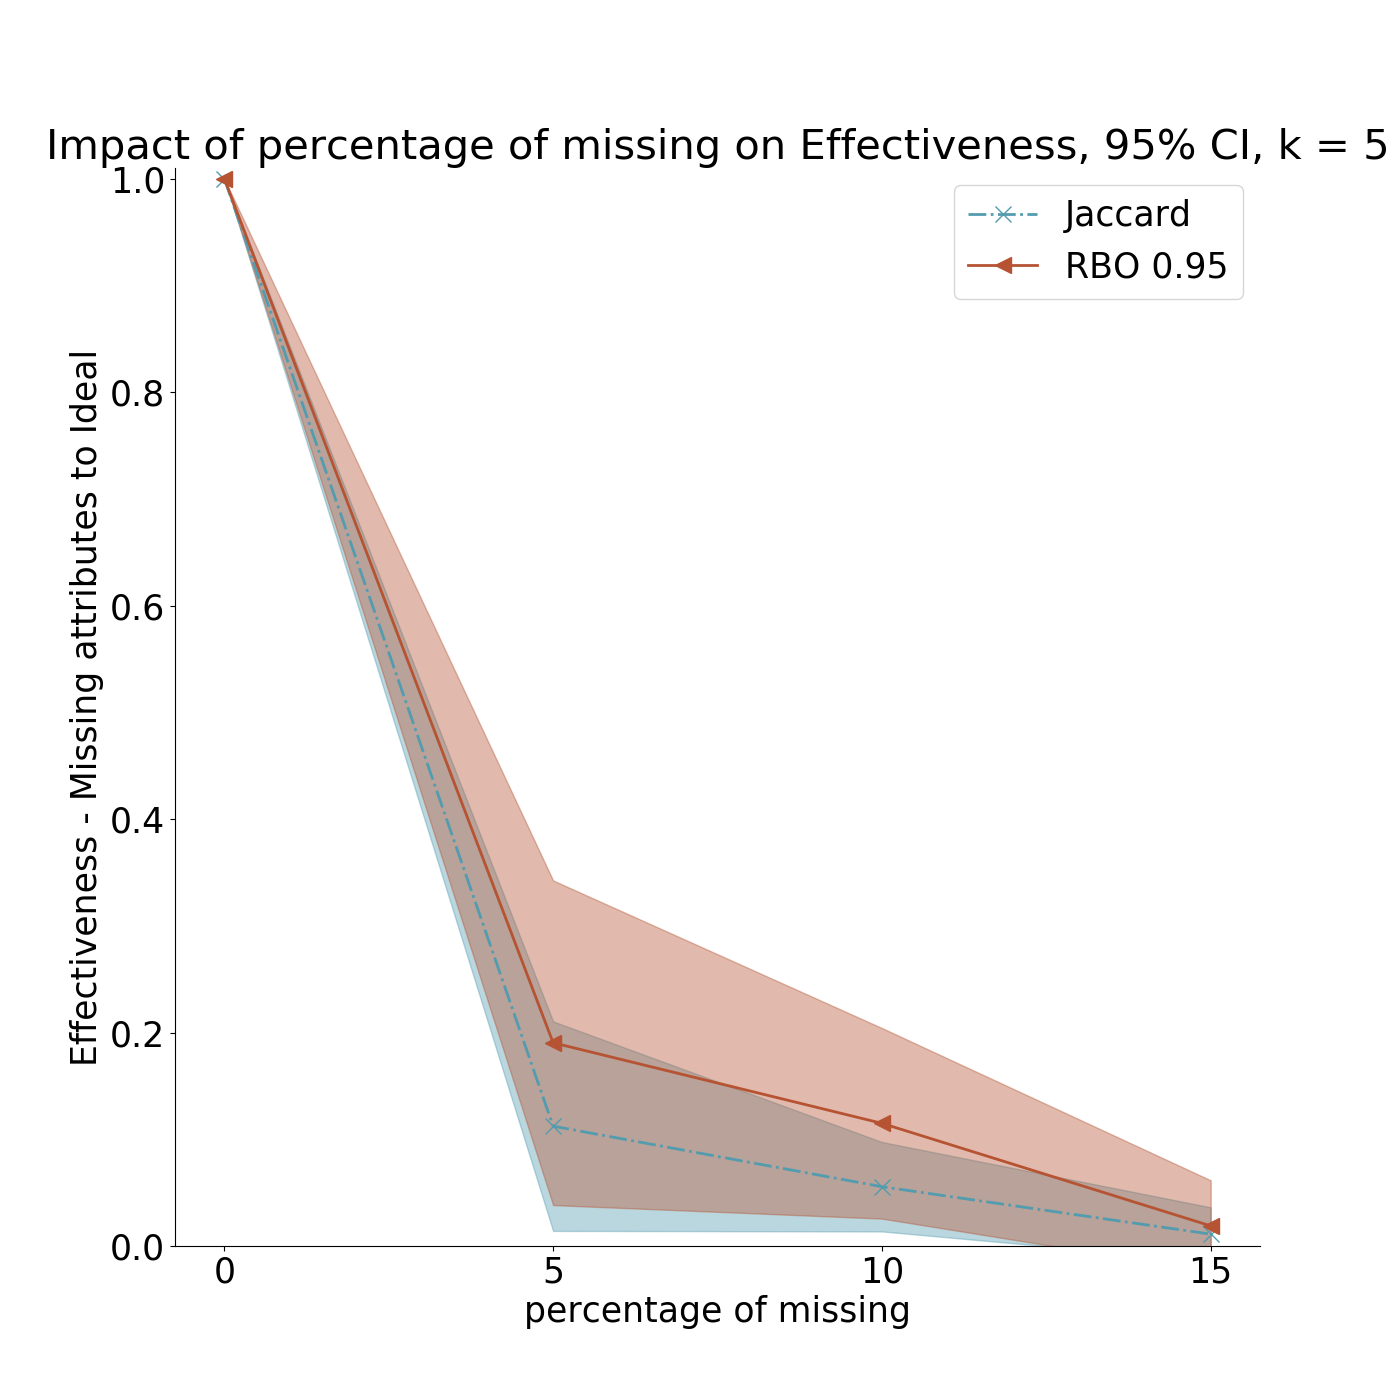 Impact of percentage of missing on Effectiveness, 95% CI, k = 5
Jaccard
RBO 0.95
Effectiveness - Missing attributes to Ideal
1.0
0.8
0.6
0.4
0.2
0.0
0 5 10 15
percentage of missing